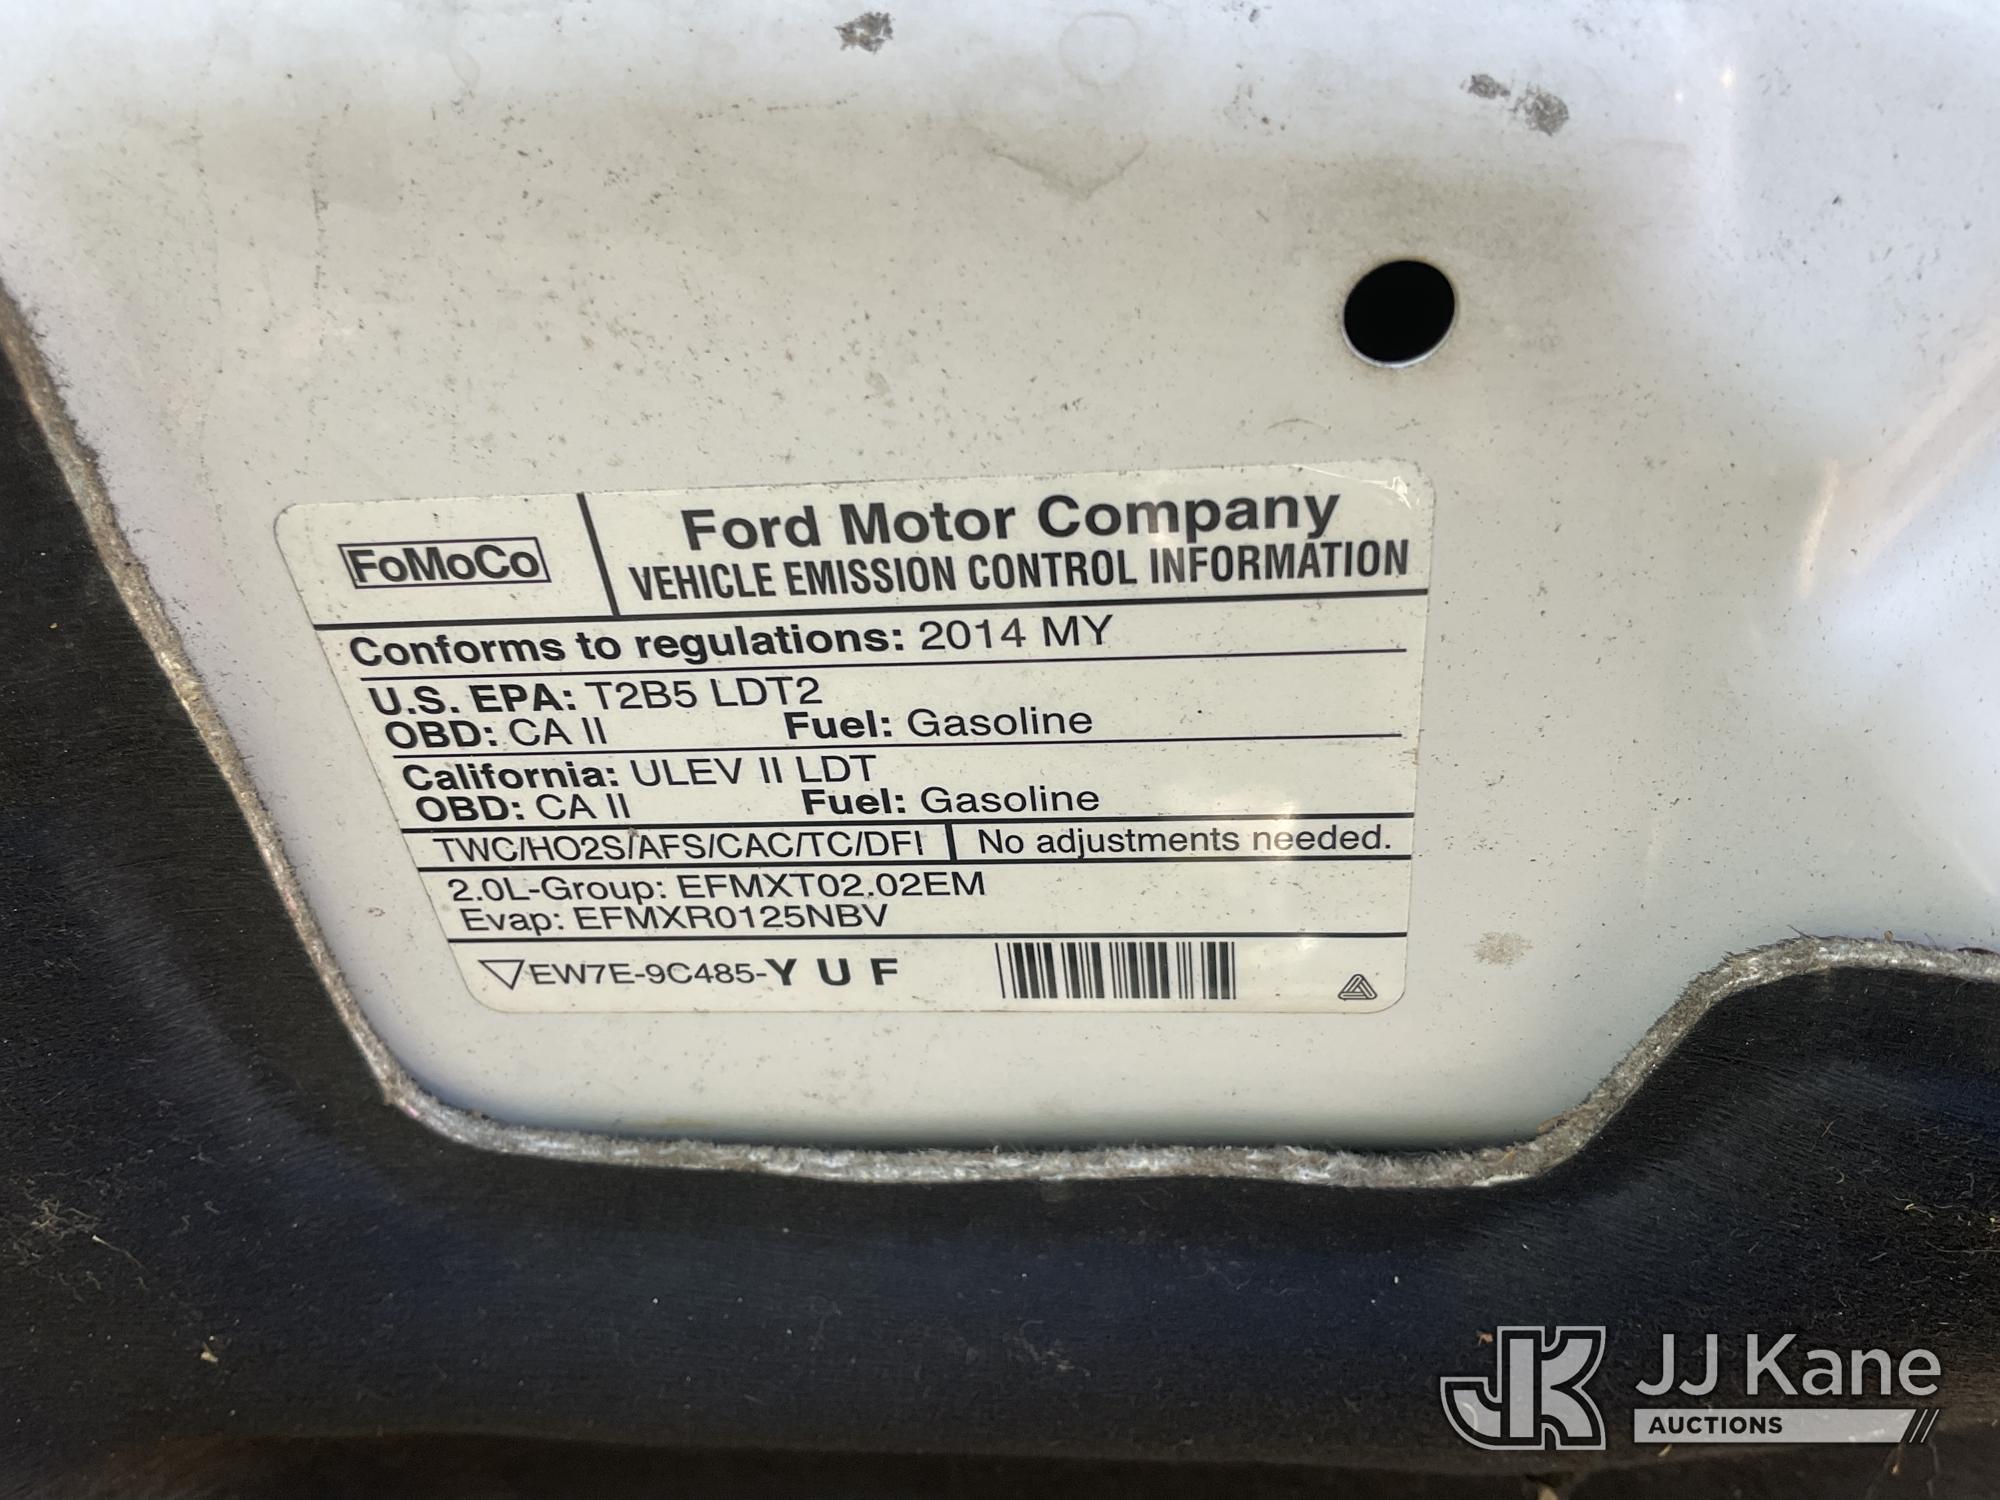 FoMoCo
Ford Motor Company
VEHICLE EMISSION CONTROL INFORMATION
Conforms to regulations: 2014 MY
U.S. EPA: T2B5 LDT2
OBD: CA II Fuel: Gasoline
California: ULEV II LDT
OBD: CA II Fuel: Gasoline
TWC/HO2S/AFS/CAC/TC/DFI No adjustments needed.
2.0L-Group: EFMXT02.02EM
Evap: EFMXR0125NBV
EW7E-9C485-Y U F
JK JJ Kane
AUCTIONS